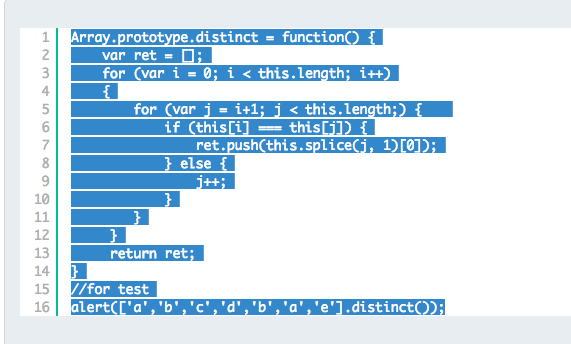 1 Array.prototype.distinct = function() {
2 var ret = [];
3 for (var i = 0; i < this.length; i++)
4 {
5 for (var j = i+1; j < this.length;) {
6 if (this[i] === this[j]) {
7 ret.push(this.splice(j, 1)[0]);
8 } else {
9 j++;
10 }
11 }
12 }
13 return ret;
14 }
15 //for test
16 alert(['a','b','c','d','b','a','e'].distinct());